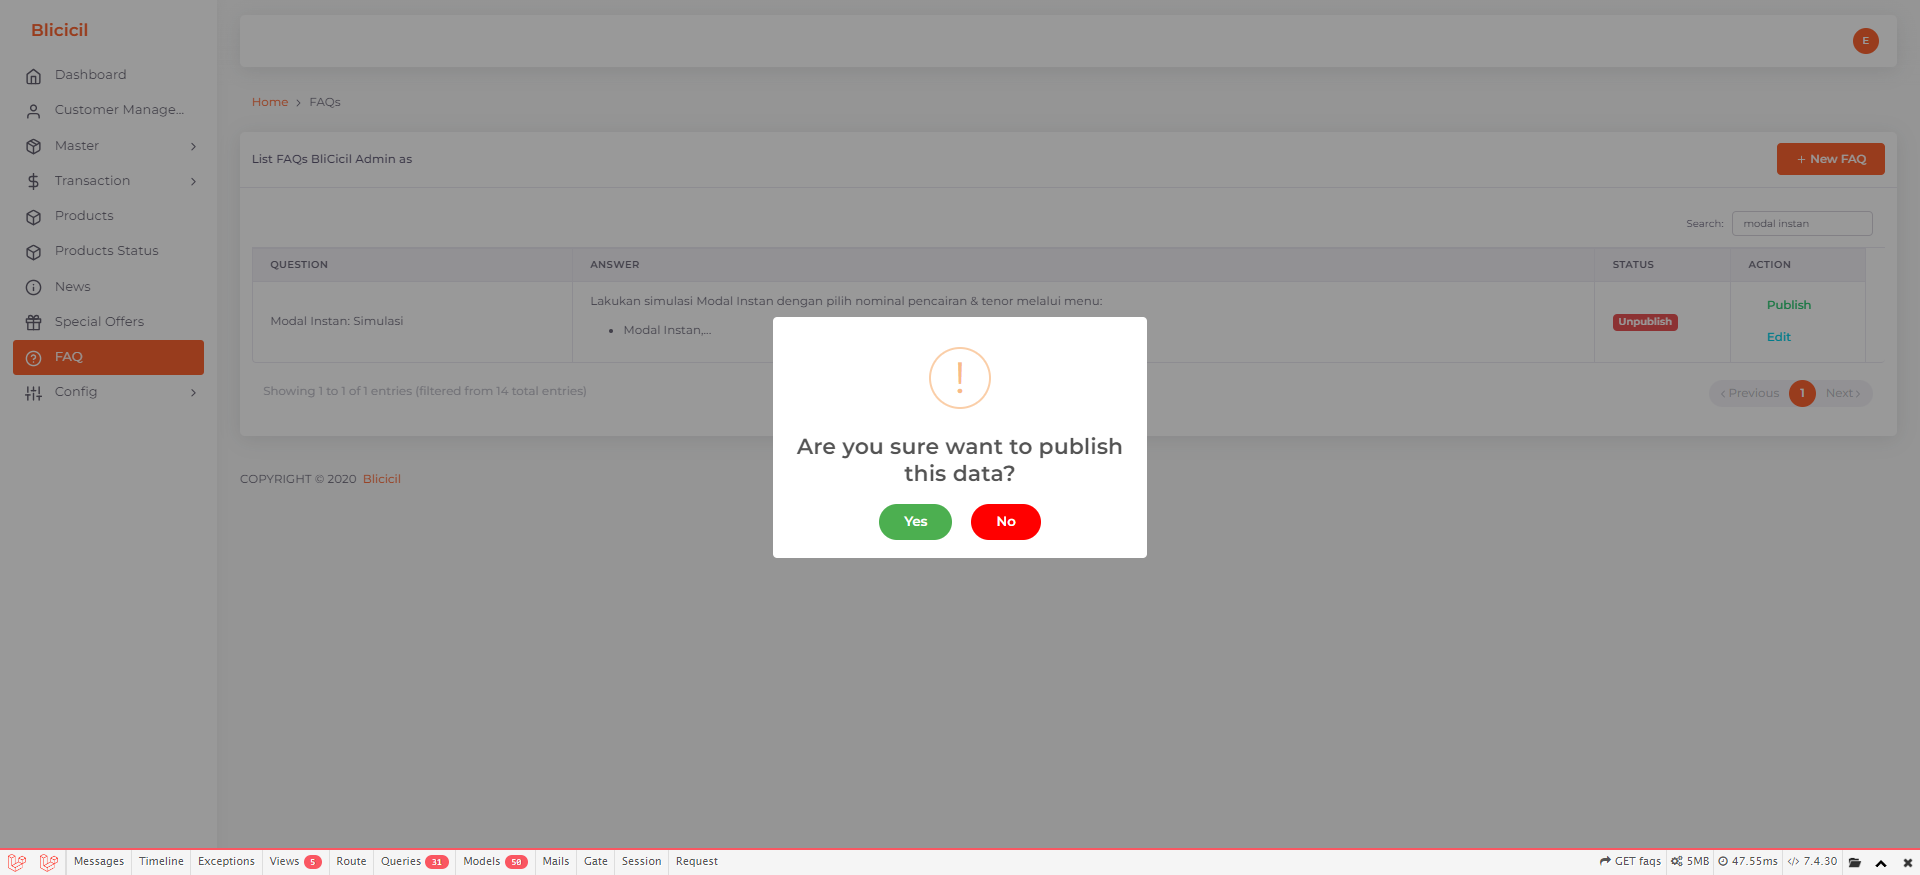 Blicicil
E
Dashboard
Customer Manage...
Master
Transaction
Products
Products Status
News
Special Offers
FAQ
Config
Home › FAQs
List FAQs BliCicil Admin as
+ New FAQ
Search: modal instan
QUESTION ANSWER STATUS ACTION
Modal Instan: Simulasi
Lakukan simulasi Modal Instan dengan pilih nominal pencairan & tenor melalui menu:
• Modal Instan,...
Unpublish
Publish
Edit
Showing 1 to 1 of 1 entries (filtered from 14 total entries)
‹ Previous 1 Next ›
COPYRIGHT © 2020 Blicicil
!
Are you sure want to publish
this data?
Yes No
Messages Timeline Exceptions Views 5 Route Queries 31 Models 50 Mails Gate Session Request GET faqs 5MB 47.55ms </> 7.4.30